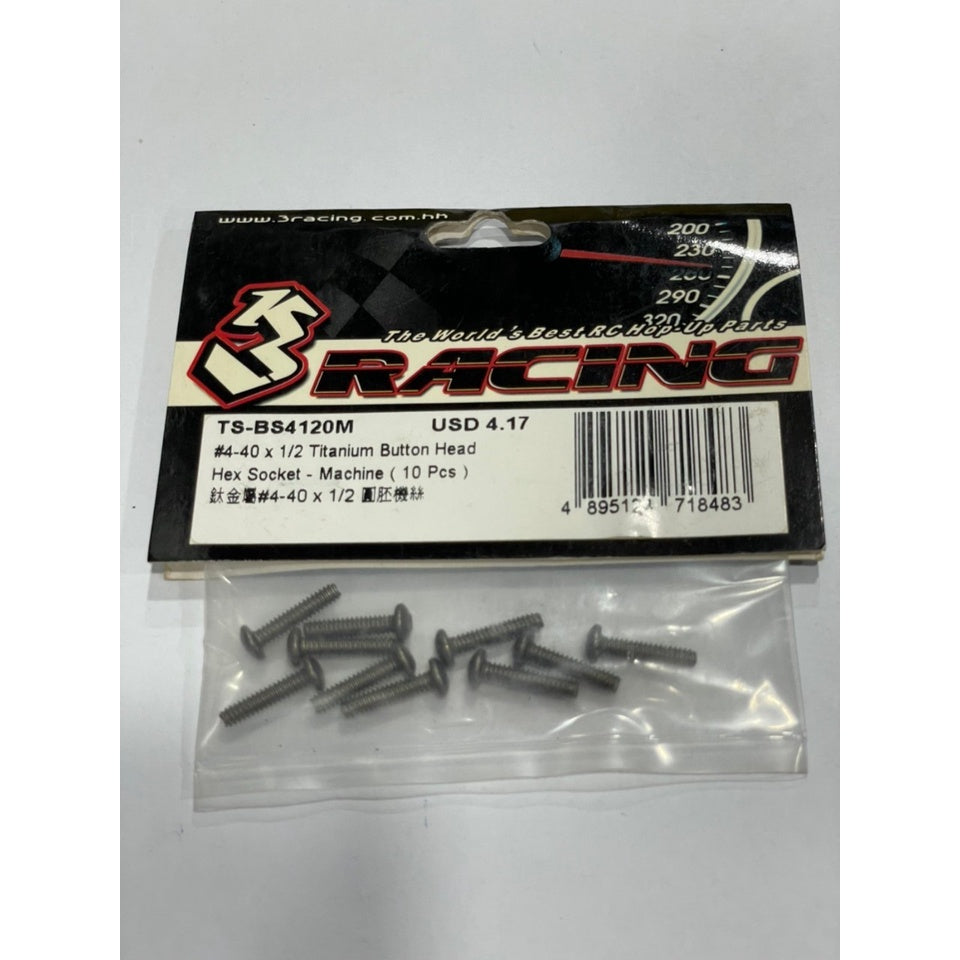 www.3racing.com.hk
200
230
260
290
320
The World's Best RC Hop-Up Parts
3 RACING
TS-BS4120M USD 4.17
#4-40 x 1/2 Titanium Button Head
Hex Socket - Machine ( 10 Pcs )
鈦金屬#4-40 x 1/2 圓胚機絲
4 89512 718483